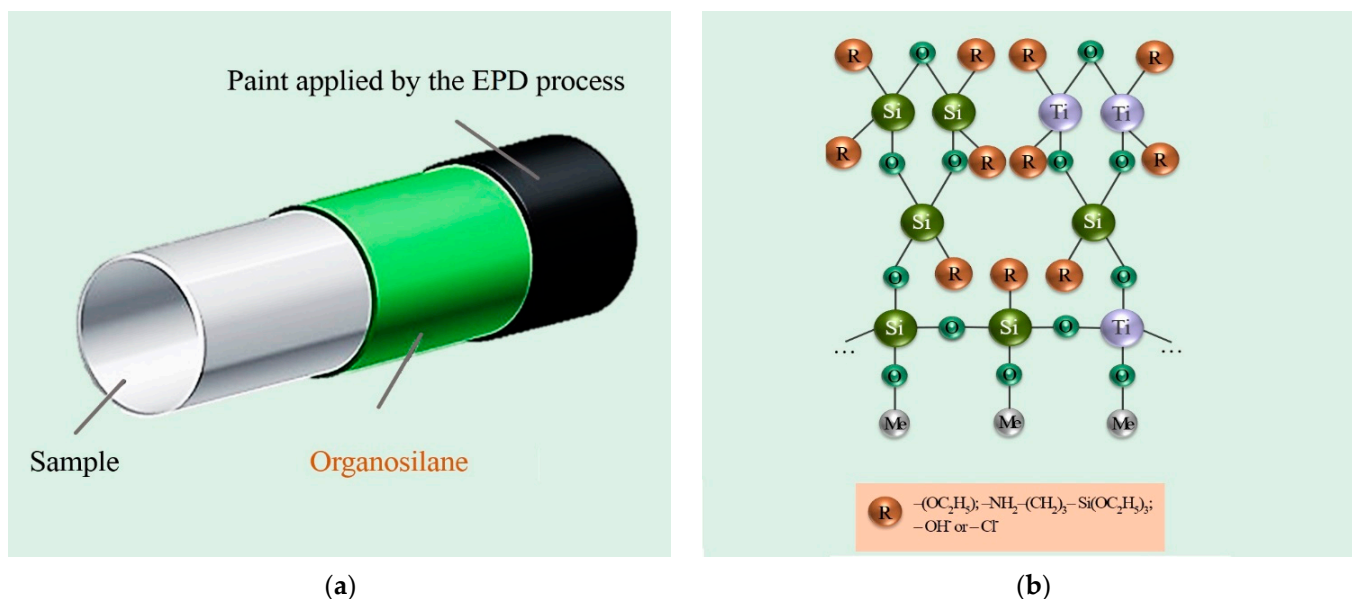 Paint applied by the EPD process
Sample
Organosilane
(a)
R O R R O R
Si Si Ti Ti
R O O R R O O R
Si Si
O R R R O
Si O Si O Ti
... ...
O O O
Me Me Me
R –(OC₂H₅); –NH₂–(CH₂)₃–Si(OC₂H₅)₃;
–OH⁻ or –Cl⁻
(b)